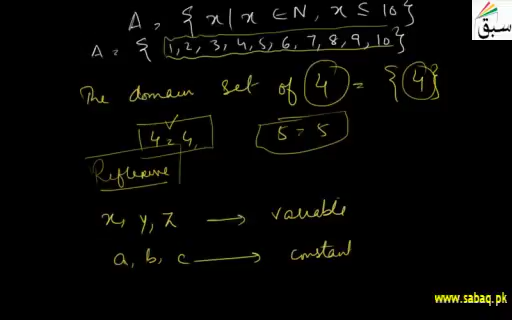 A = { x | x ∈ N, x ≤ 10 }
A = { 1, 2, 3, 4, 5, 6, 7, 8, 9, 10 }
سبق
The domain set of 4 = { 4 }
4 = 4, 5 = 5
Reflexive
x, y, z → variable
a, b, c → constant
www.sabaq.pk